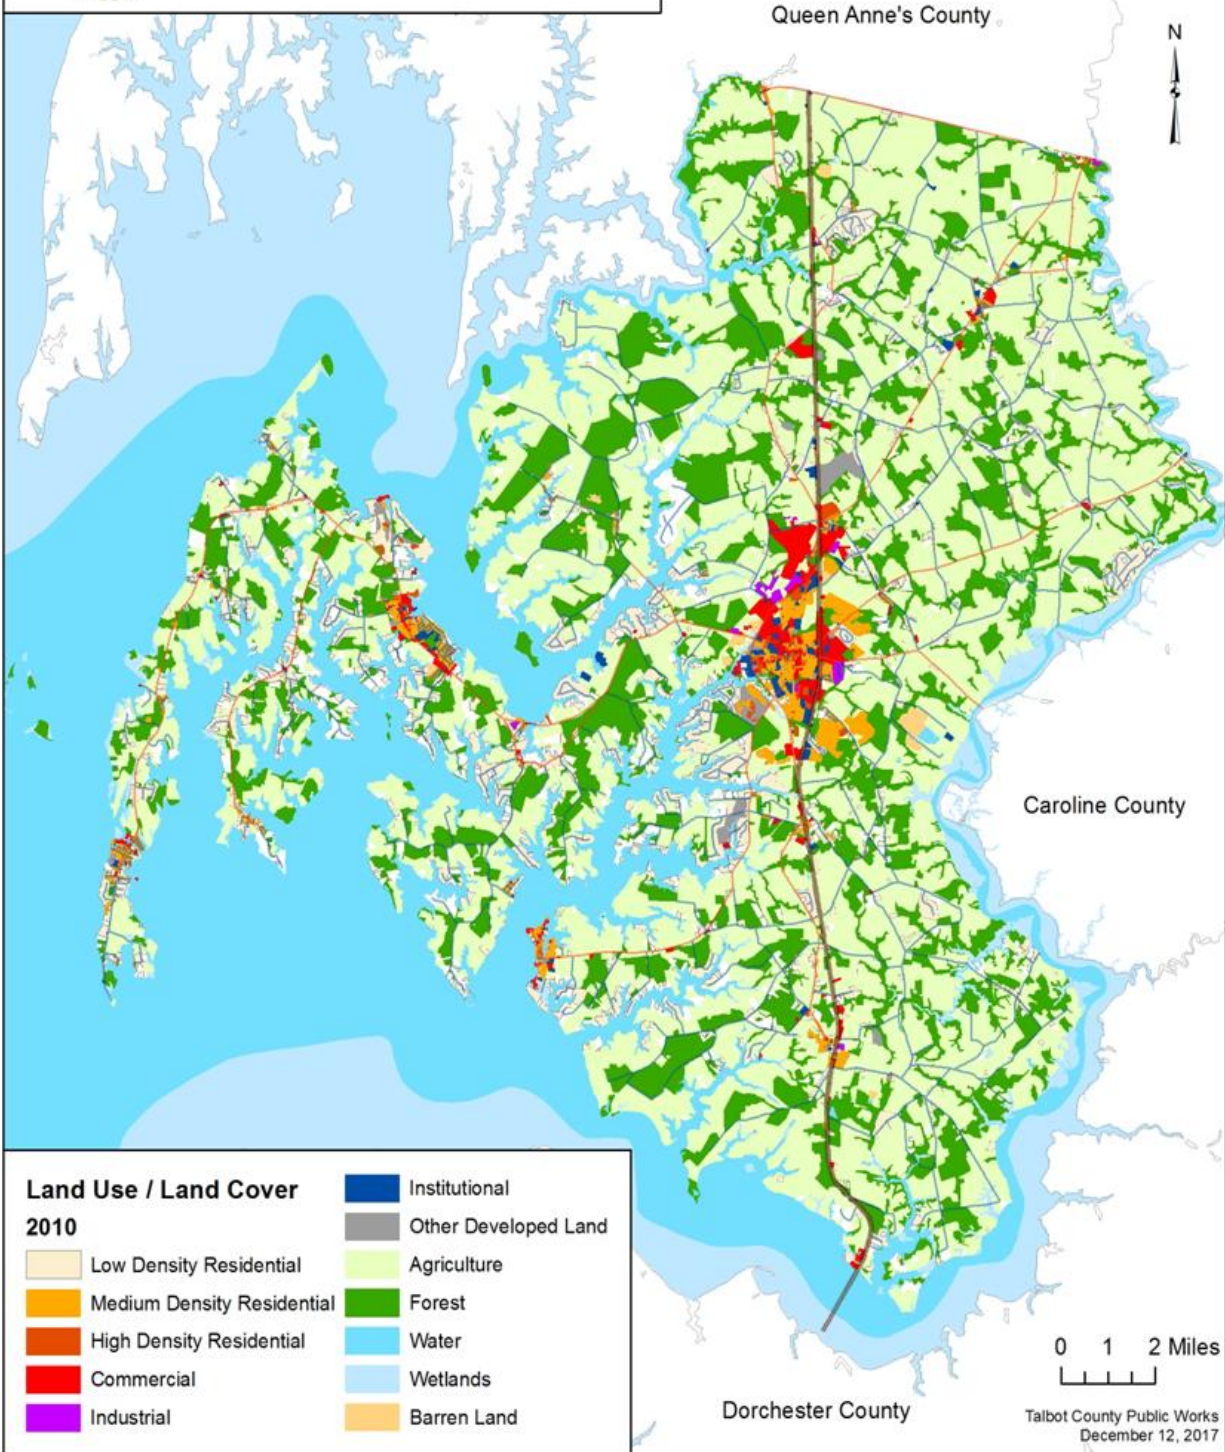 Queen Anne's County
N
Caroline County
Land Use / Land Cover
2010
Low Density Residential
Medium Density Residential
High Density Residential
Commercial
Industrial
Institutional
Other Developed Land
Agriculture
Forest
Water
Wetlands
Barren Land
0 1 2 Miles
Dorchester County
Talbot County Public Works
December 12, 2017